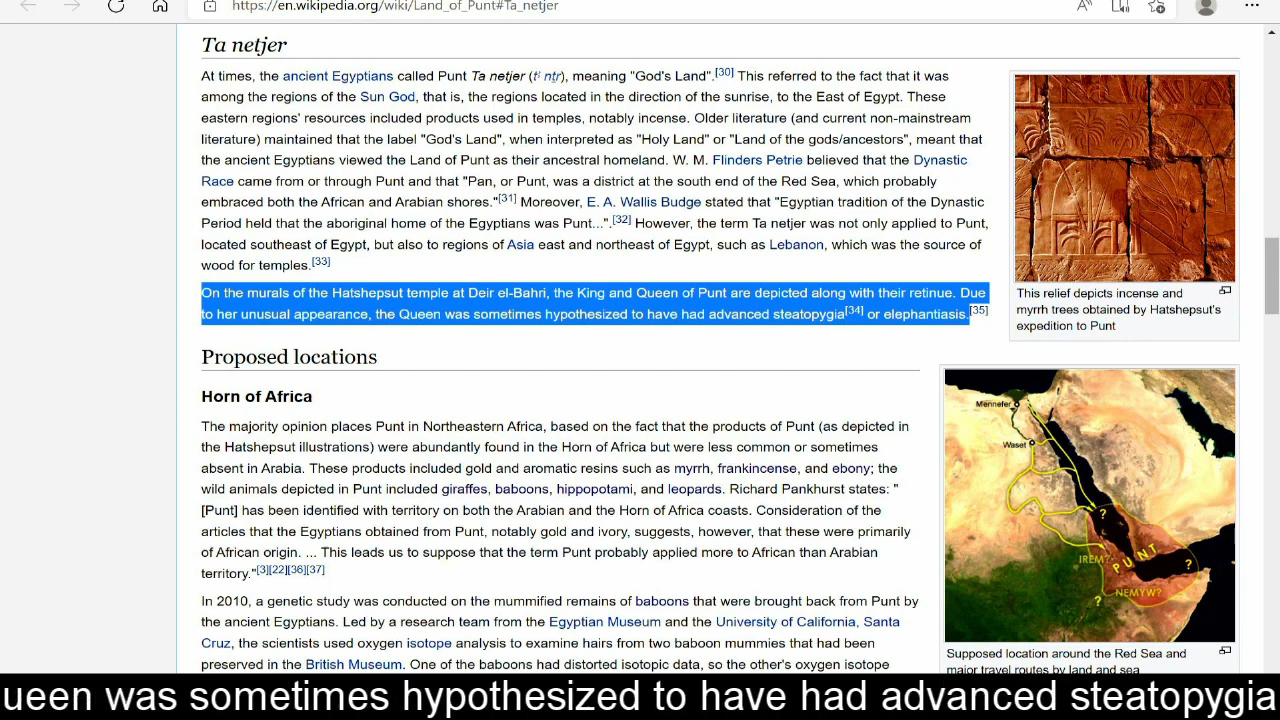 https://en.wikipedia.org/wiki/Land_of_Punt#Ta_netjer
Ta netjer
At times, the ancient Egyptians called Punt Ta netjer (tꜣ nṯr), meaning "God's Land".[30] This referred to the fact that it was
among the regions of the Sun God, that is, the regions located in the direction of the sunrise, to the East of Egypt. These
eastern regions' resources included products used in temples, notably incense. Older literature (and current non-mainstream
literature) maintained that the label "God's Land", when interpreted as "Holy Land" or "Land of the gods/ancestors", meant that
the ancient Egyptians viewed the Land of Punt as their ancestral homeland. W. M. Flinders Petrie believed that the Dynastic
Race came from or through Punt and that "Pan, or Punt, was a district at the south end of the Red Sea, which probably
embraced both the African and Arabian shores."[31] Moreover, E. A. Wallis Budge stated that "Egyptian tradition of the Dynastic
Period held that the aboriginal home of the Egyptians was Punt...".[32] However, the term Ta netjer was not only applied to Punt,
located southeast of Egypt, but also to regions of Asia east and northeast of Egypt, such as Lebanon, which was the source of
wood for temples.[33]
On the murals of the Hatshepsut temple at Deir el-Bahri, the King and Queen of Punt are depicted along with their retinue. Due
to her unusual appearance, the Queen was sometimes hypothesized to have had advanced steatopygia[34] or elephantiasis.[35]
This relief depicts incense and
myrrh trees obtained by Hatshepsut's
expedition to Punt
Proposed locations
Horn of Africa
The majority opinion places Punt in Northeastern Africa, based on the fact that the products of Punt (as depicted in
the Hatshepsut illustrations) were abundantly found in the Horn of Africa but were less common or sometimes
absent in Arabia. These products included gold and aromatic resins such as myrrh, frankincense, and ebony; the
wild animals depicted in Punt included giraffes, baboons, hippopotami, and leopards. Richard Pankhurst states: "
[Punt] has been identified with territory on both the Arabian and the Horn of Africa coasts. Consideration of the
articles that the Egyptians obtained from Punt, notably gold and ivory, suggests, however, that these were primarily
of African origin. ... This leads us to suppose that the term Punt probably applied more to African than Arabian
territory."[3][22][36][37]
In 2010, a genetic study was conducted on the mummified remains of baboons that were brought back from Punt by
the ancient Egyptians. Led by a research team from the Egyptian Museum and the University of California, Santa
Cruz, the scientists used oxygen isotope analysis to examine hairs from two baboon mummies that had been
preserved in the British Museum. One of the baboons had distorted isotopic data, so the other's oxygen isotope
Mennefer
Waset
?
IREM?
PUNT
?
NEMYW?
?
Supposed location around the Red Sea and
major travel routes by land and sea
ueen was sometimes hypothesized to have had advanced steatopygia